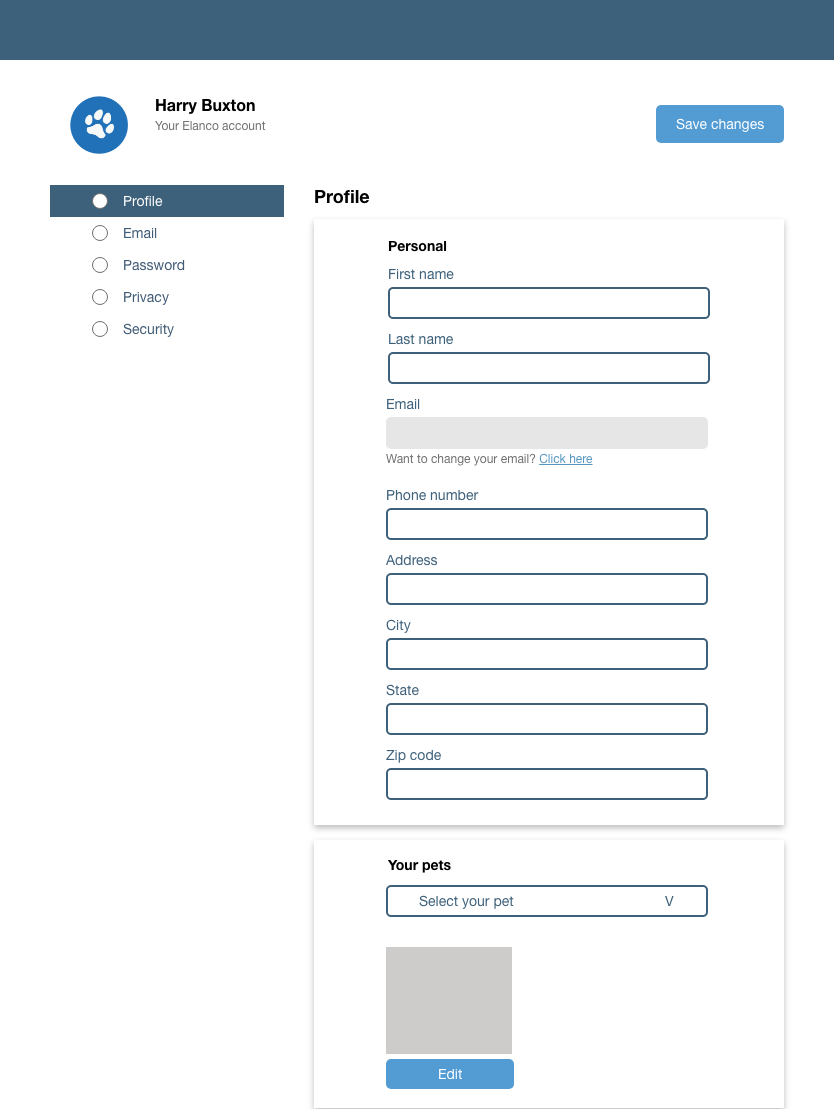 Harry Buxton
Your Elanco account
Save changes
Profile
Email
Password
Privacy
Security
Profile
Personal
First name
Last name
Email
Want to change your email? Click here
Phone number
Address
City
State
Zip code
Your pets
Select your pet V
Edit